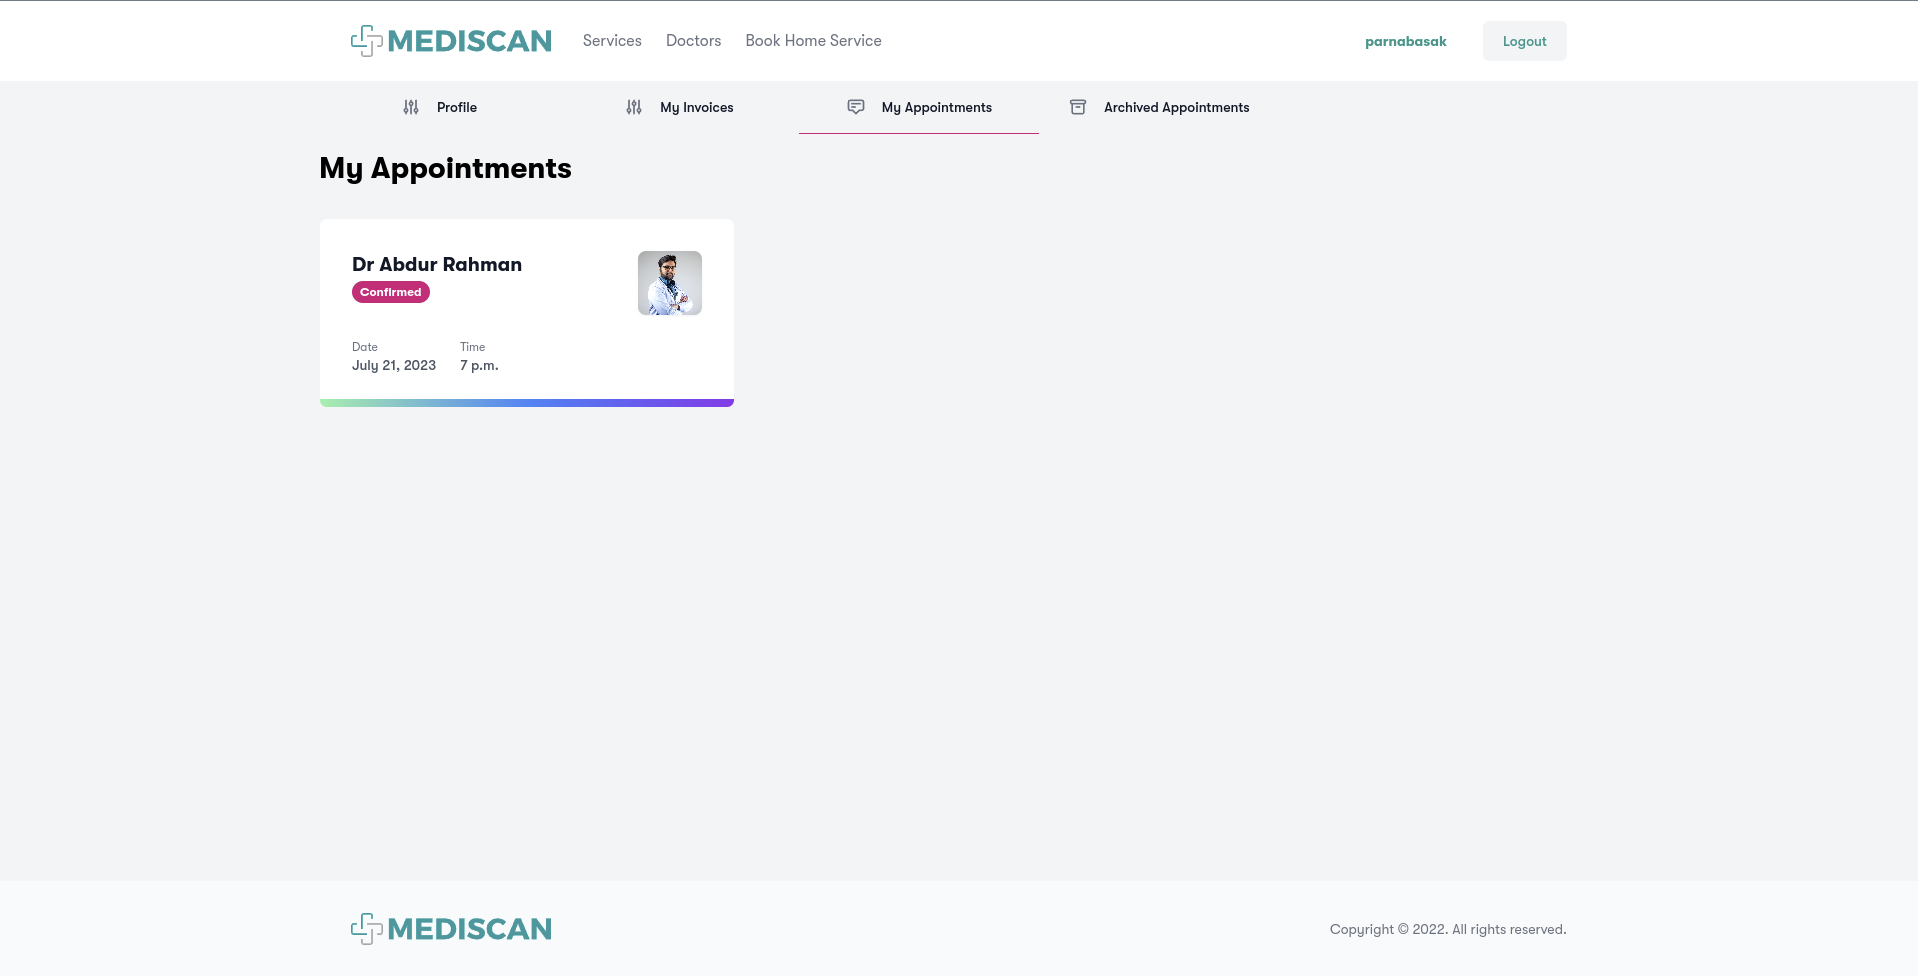 MEDISCAN Services Doctors Book Home Service parnabasak Logout
Profile My Invoices My Appointments Archived Appointments
My Appointments
Dr Abdur Rahman
Confirmed
Date Time
July 21, 2023 7 p.m.
MEDISCAN Copyright © 2022. All rights reserved.